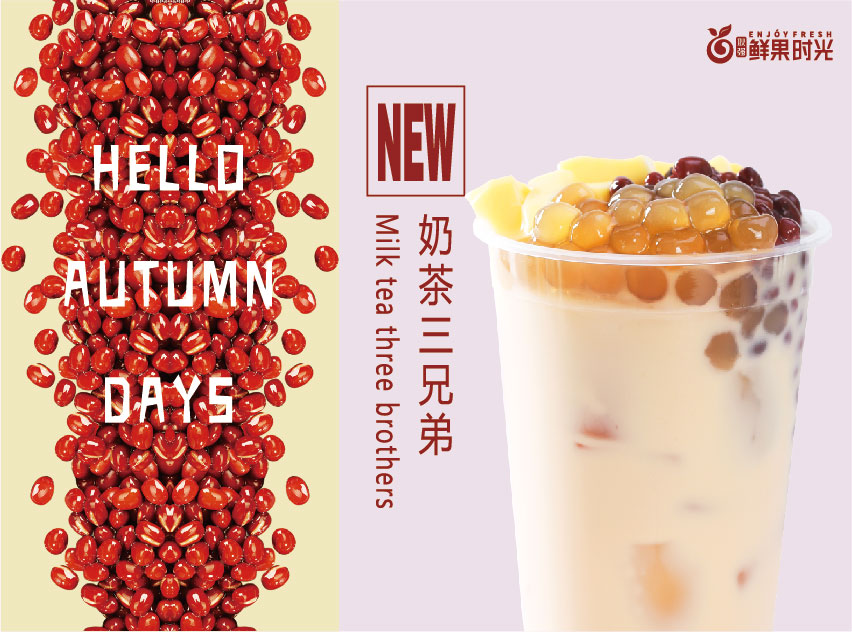 HELLO
AUTUMN
DAYS
NEW
奶茶三兄弟
Milk tea three brothers
ENJOY FRESH
鲜果时光